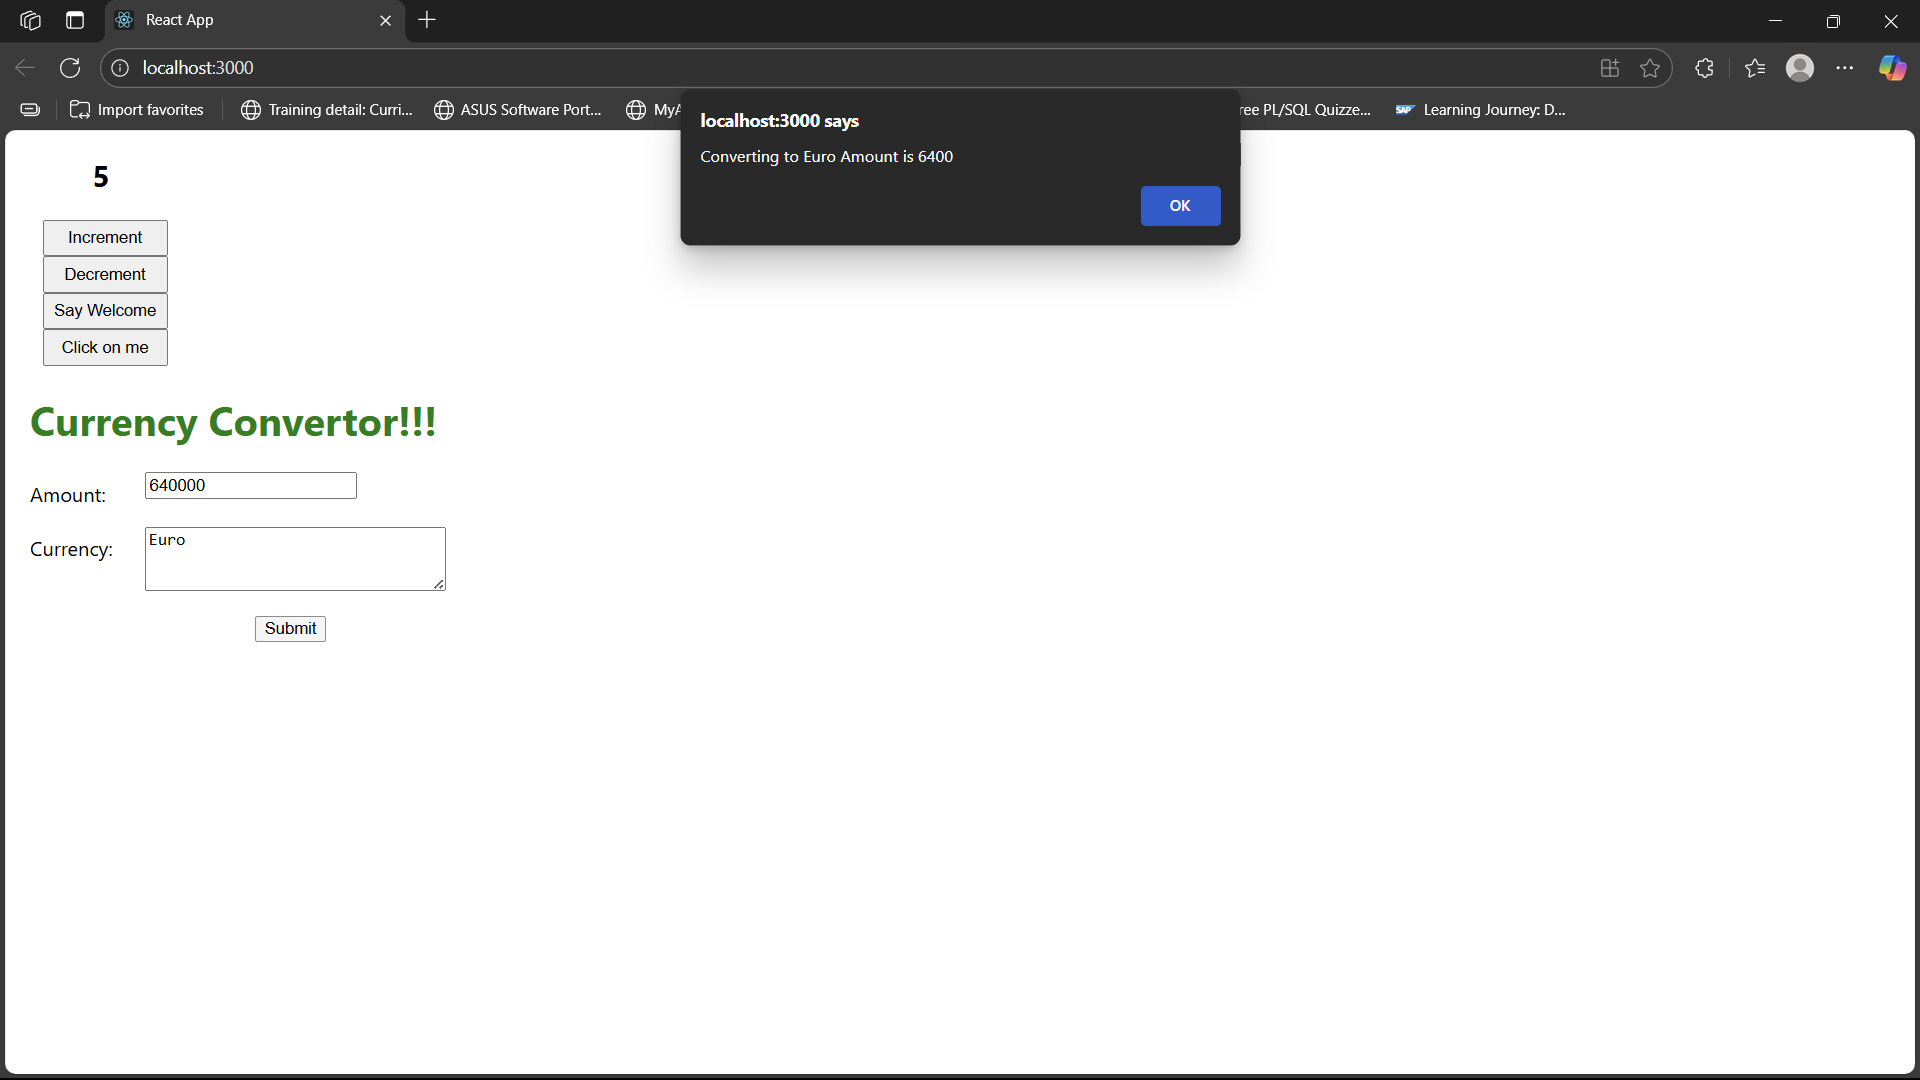 React App
localhost:3000
Import favorites
Training detail: Curri...
ASUS Software Port...
ree PL/SQL Quizze...
SAP
Learning Journey: D...
localhost:3000 says
Converting to Euro Amount is 6400
OK
5
Increment
Decrement
Say Welcome
Click on me
Currency Convertor!!!
Amount:
640000
Currency:
Euro
Submit